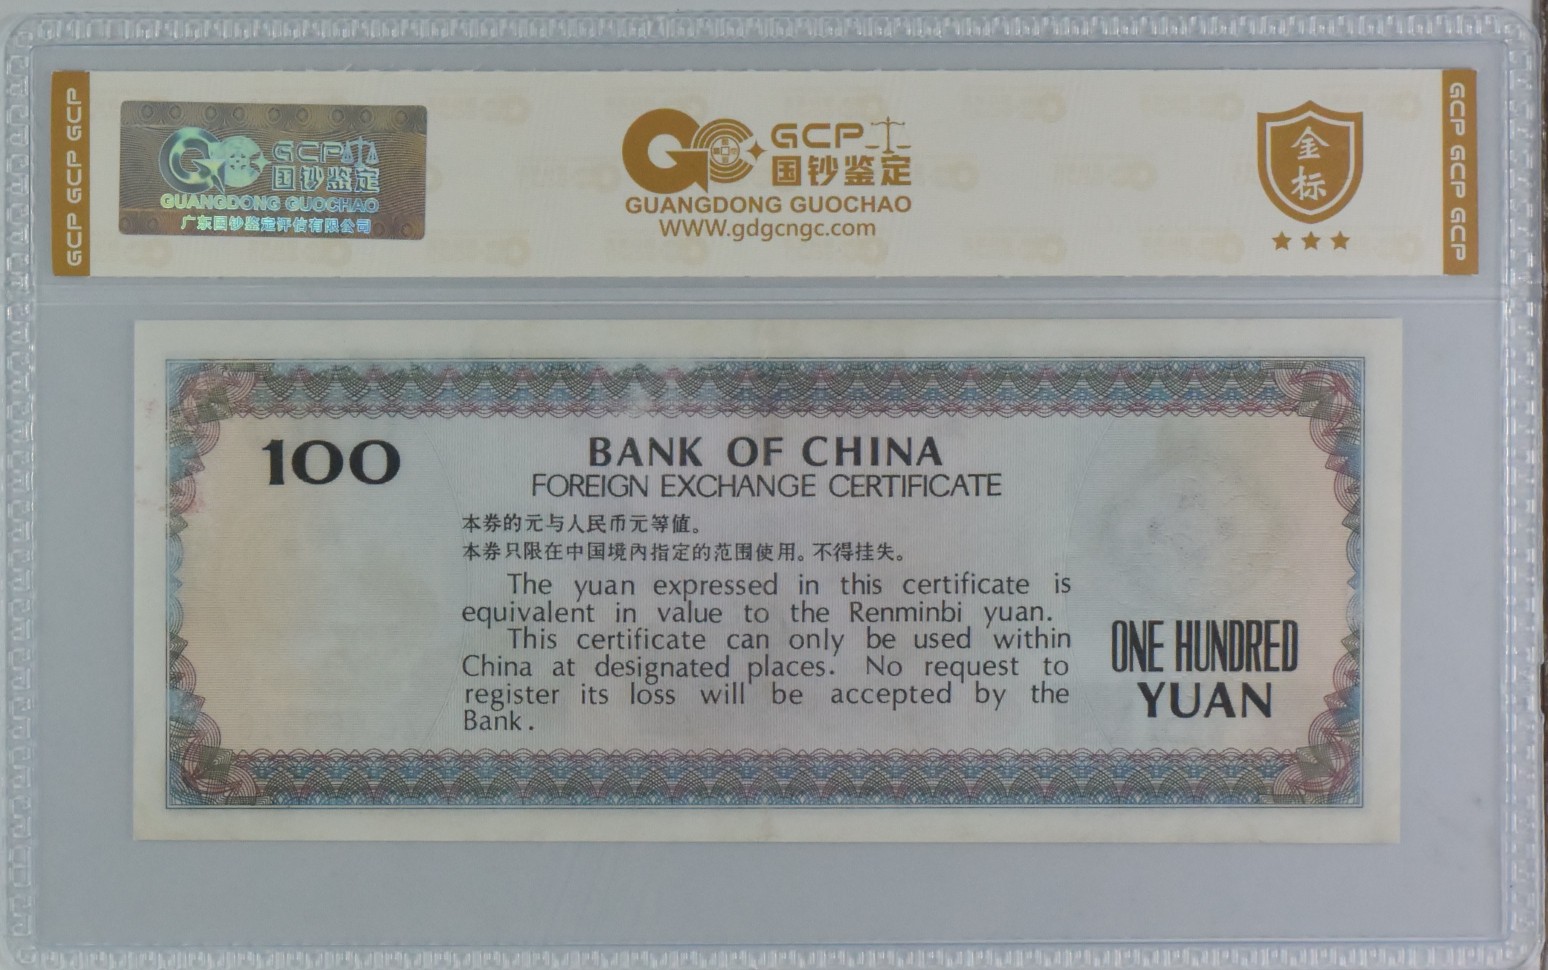 GCP GCP GCP
GCP
国钞鉴定
GUANGDONG GUOCHAO
广东国钞鉴定评估有限公司
GCP
国钞鉴定
GUANGDONG GUOCHAO
WWW.gdgcngc.com
金标
GCP GCP GCP
100
BANK OF CHINA
FOREIGN EXCHANGE CERTIFICATE
本券的元与人民币元等值。
本券只限在中国境内指定的范围使用。不得挂失。
The yuan expressed in this certificate is
equivalent in value to the Renminbi yuan.
This certificate can only be used within
China at designated places. No request to
register its loss will be accepted by the
Bank.
ONE HUNDRED
YUAN